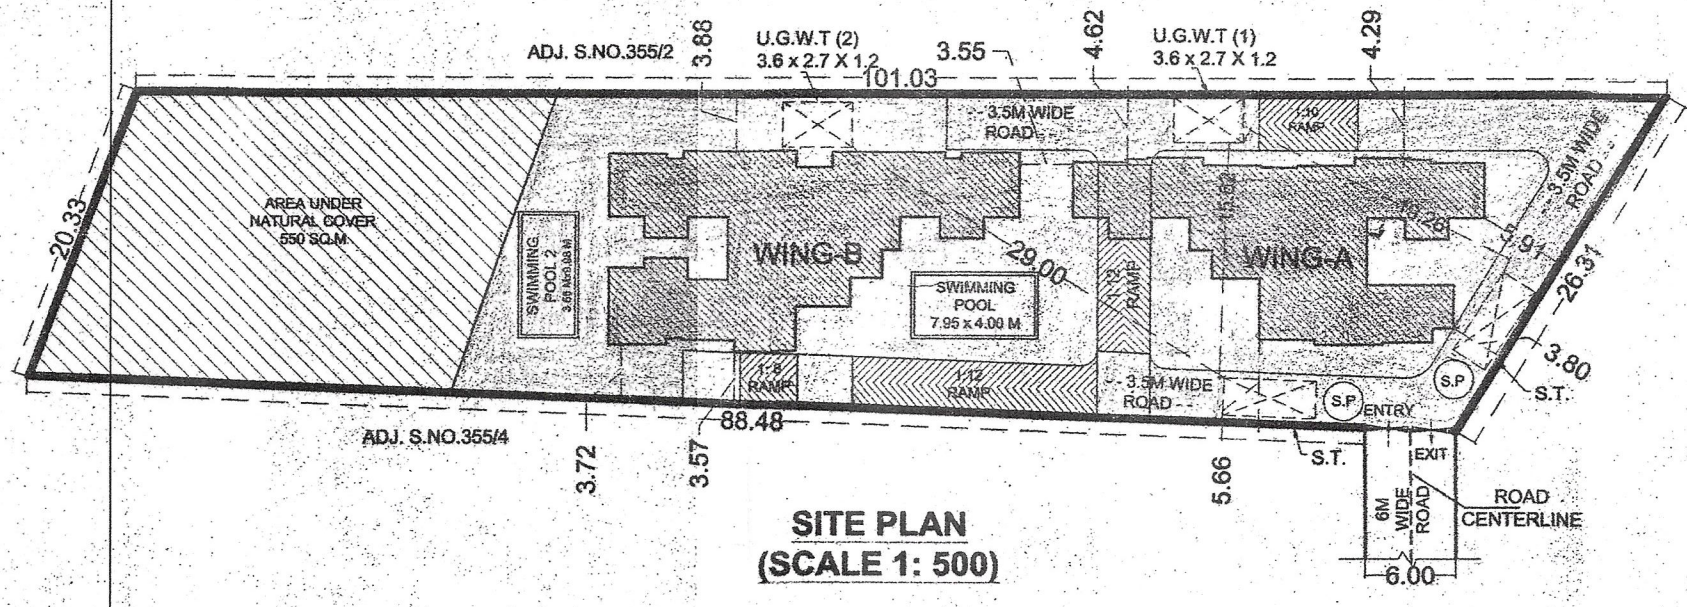 ADJ. S.NO.355/2
3.88
U.G.W.T (2)
3.6 x 2.7 X 1.2
101.03
3.55
4.62
U.G.W.T (1)
3.6 x 2.7 X 1.2
4.29
- 3.5M WIDE
ROAD -
1:10
RAMP
- 3.5M WIDE
ROAD - -
20.33
AREA UNDER
NATURAL COVER
550 SQ.M.
SWIMMING
POOL 2
WING-B
29.00
SWIMMING
POOL
7.95 x 4.00 M
1:12
RAMP
15.62
WING-A
5.91
26.31
3.80
S.T.
1: 8
RAMP
1:12
RAMP
- - 3.5M WIDE
ROAD - -
S.P
S.P
ENTRY
EXIT
S.T.
ADJ. S.NO.355/4
3.72
3.57
88.48
5.66
6M
WIDE
ROAD
ROAD
CENTERLINE
6.00
SITE PLAN
(SCALE 1: 500)